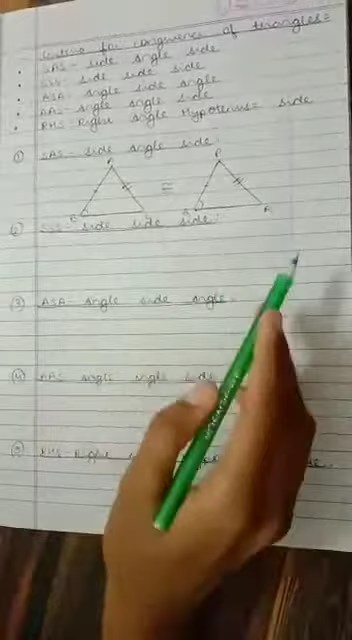 Criteria for congruence of triangles:
• SAS - side angle side
• SSS - side side side
• ASA - angle side angle
• AAS - angle angle side
• RHS - Right angle Hypotenuse side
① SAS - side angle side:
A P
=
B
② SSS - side side side:
③ ASA - angle side angle.
④ AAS angle angle side
⑤ RHS -